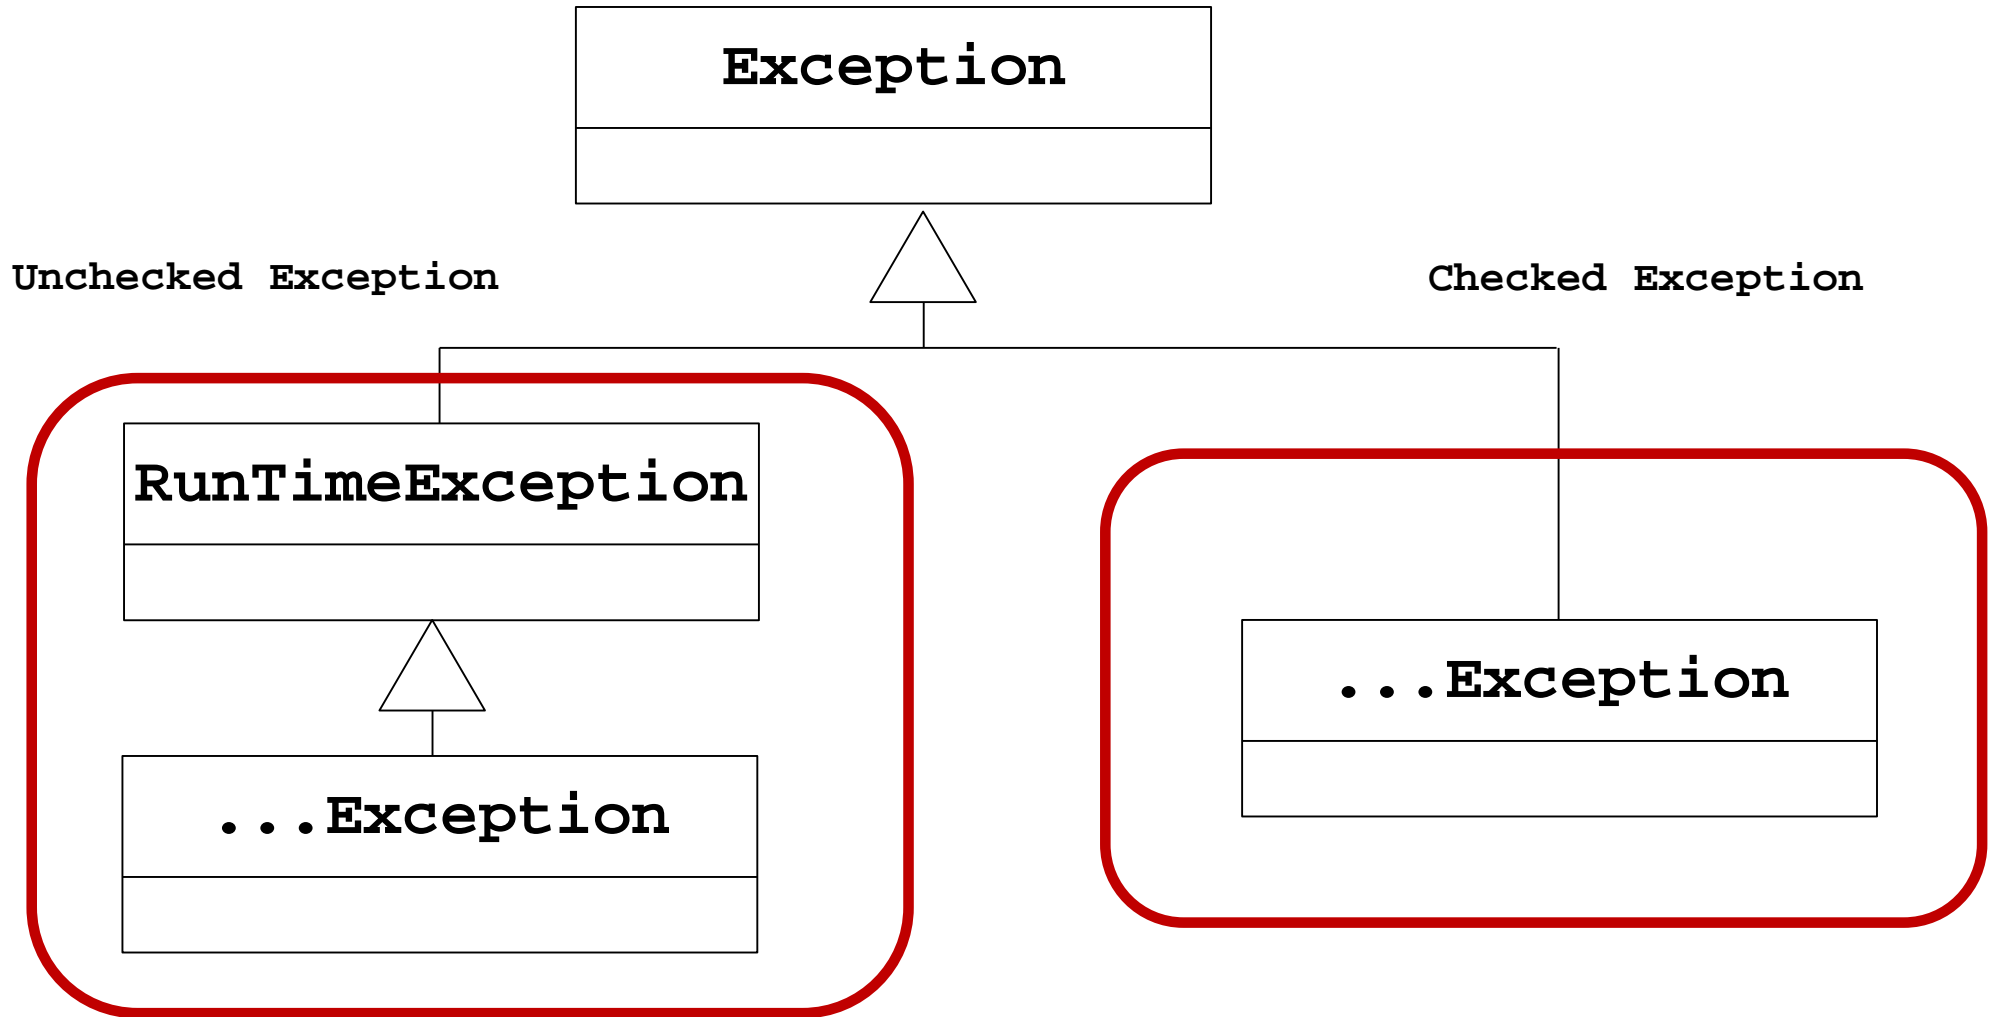 Exception
Unchecked Exception
Checked Exception
RunTimeException
...Exception
...Exception